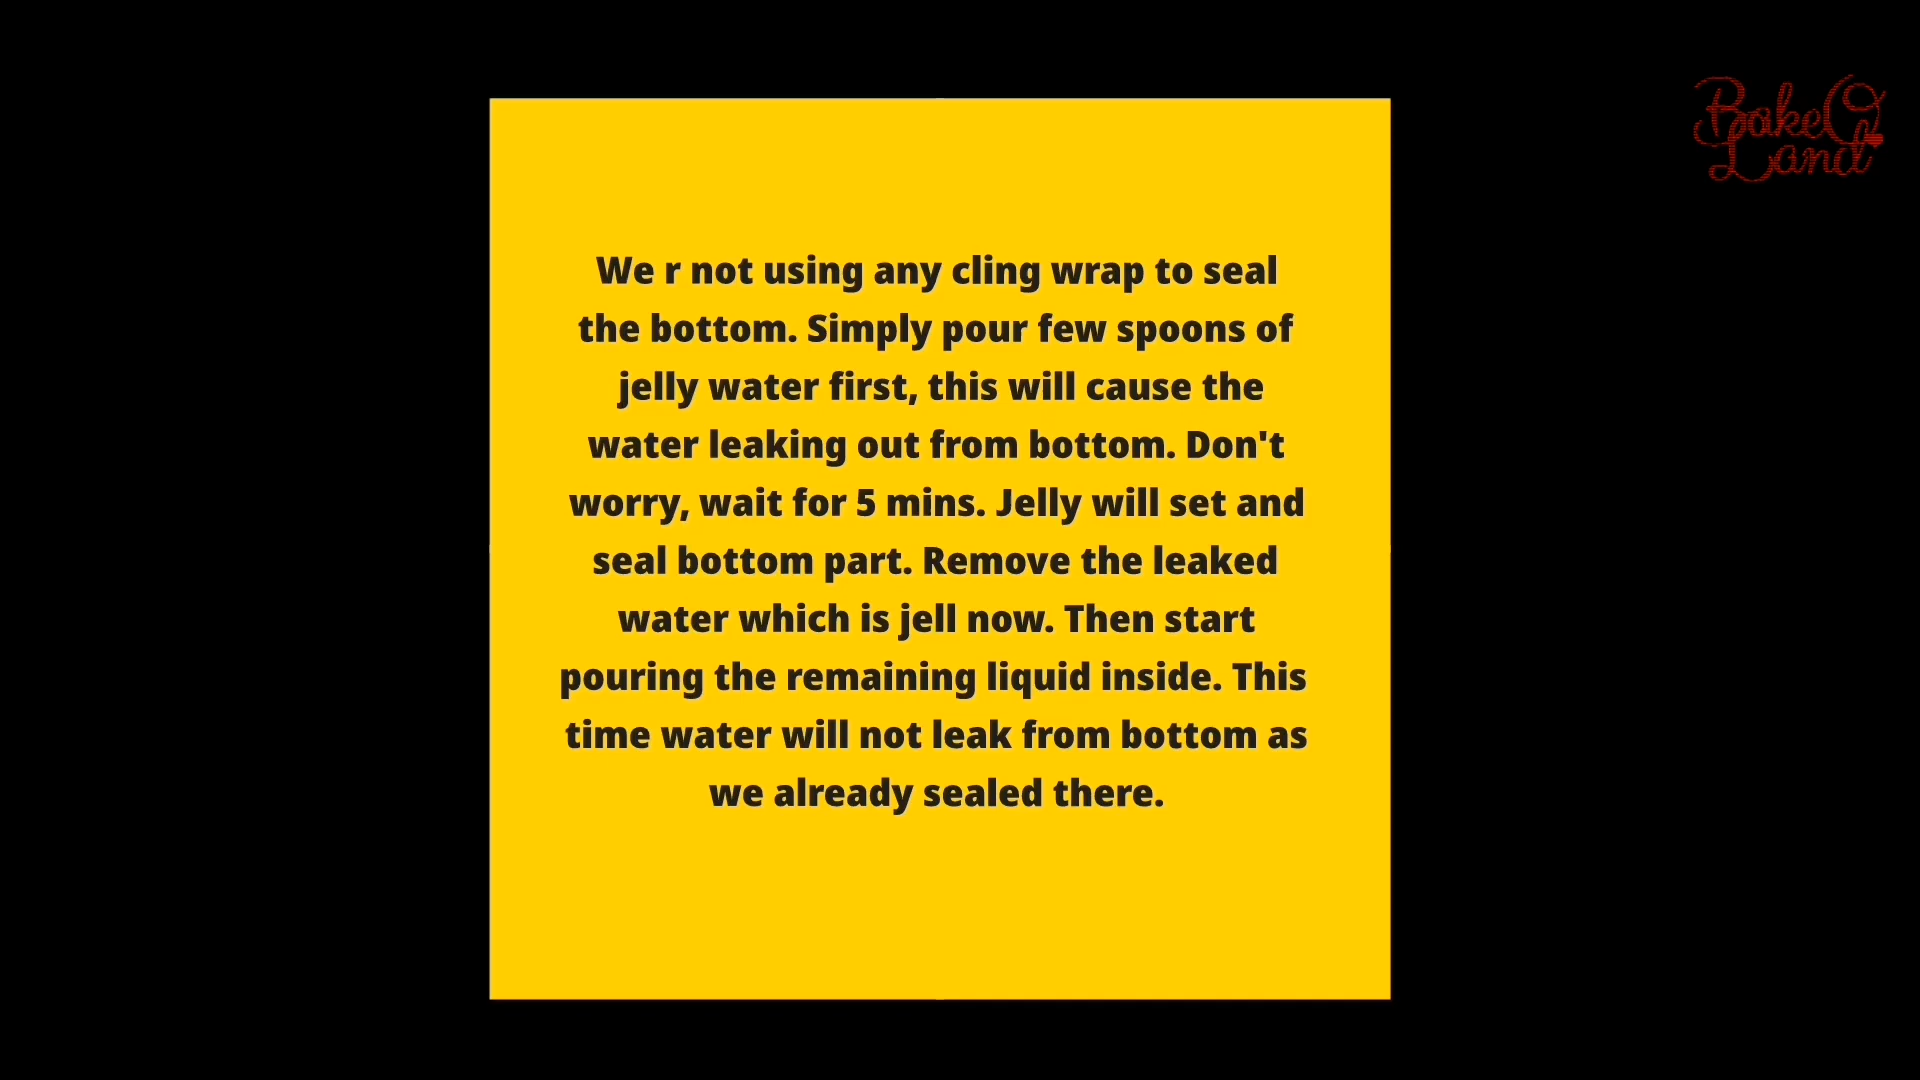 BakeO
Land
We r not using any cling wrap to seal
the bottom. Simply pour few spoons of
jelly water first, this will cause the
water leaking out from bottom. Don't
worry, wait for 5 mins. Jelly will set and
seal bottom part. Remove the leaked
water which is jell now. Then start
pouring the remaining liquid inside. This
time water will not leak from bottom as
we already sealed there.